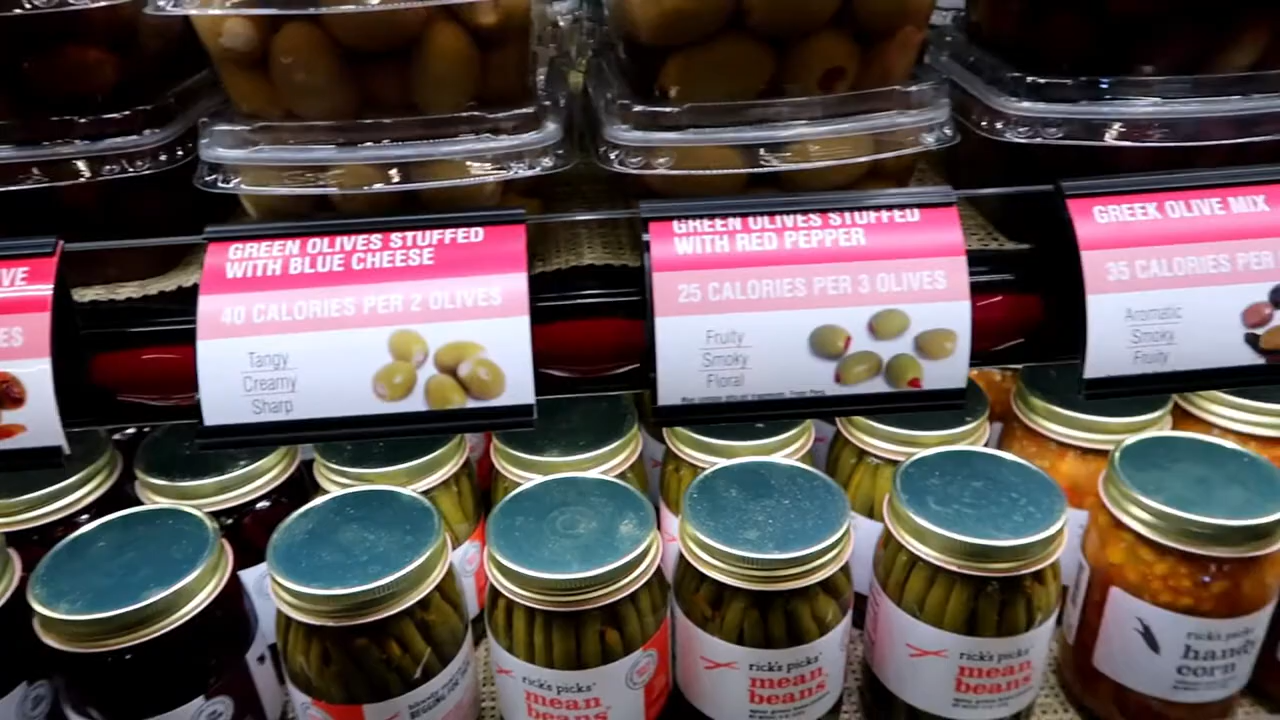 VE
ES
GREEN OLIVES STUFFED
WITH BLUE CHEESE
40 CALORIES PER 2 OLIVES
Tangy
Creamy
Sharp
GREEN OLIVES STUFFED
WITH RED PEPPER
25 CALORIES PER 3 OLIVES
Fruity
Smoky
Floral
GREEK OLIVE MIX
35 CALORIES PER
Aromatic
Smoky
Fruity
rick's picks
mean
beans
rick's picks
mean
beans
rick's picks
mean
beans
rick's picks
handy
corn